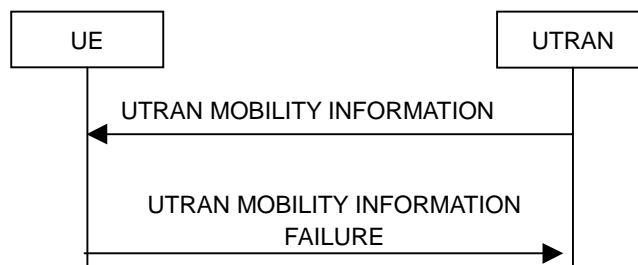 UE
UTRAN
UTRAN MOBILITY INFORMATION
UTRAN MOBILITY INFORMATION
FAILURE